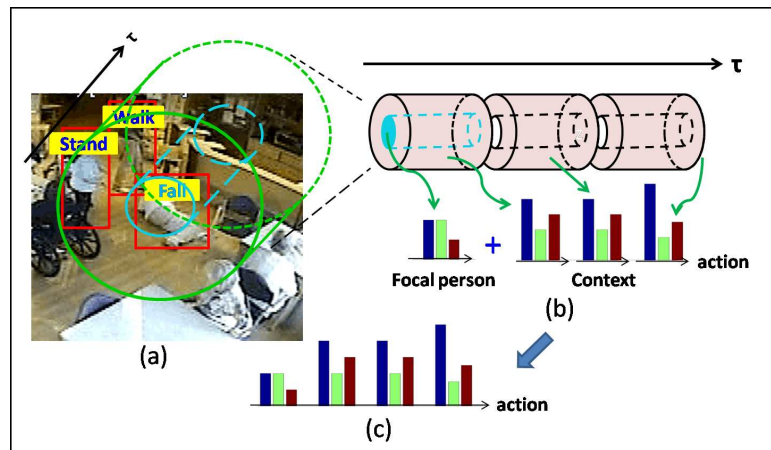 τ
τ
Walk
Stand
Fall
+
action
Focal person
Context
(b)
(a)
action
(c)